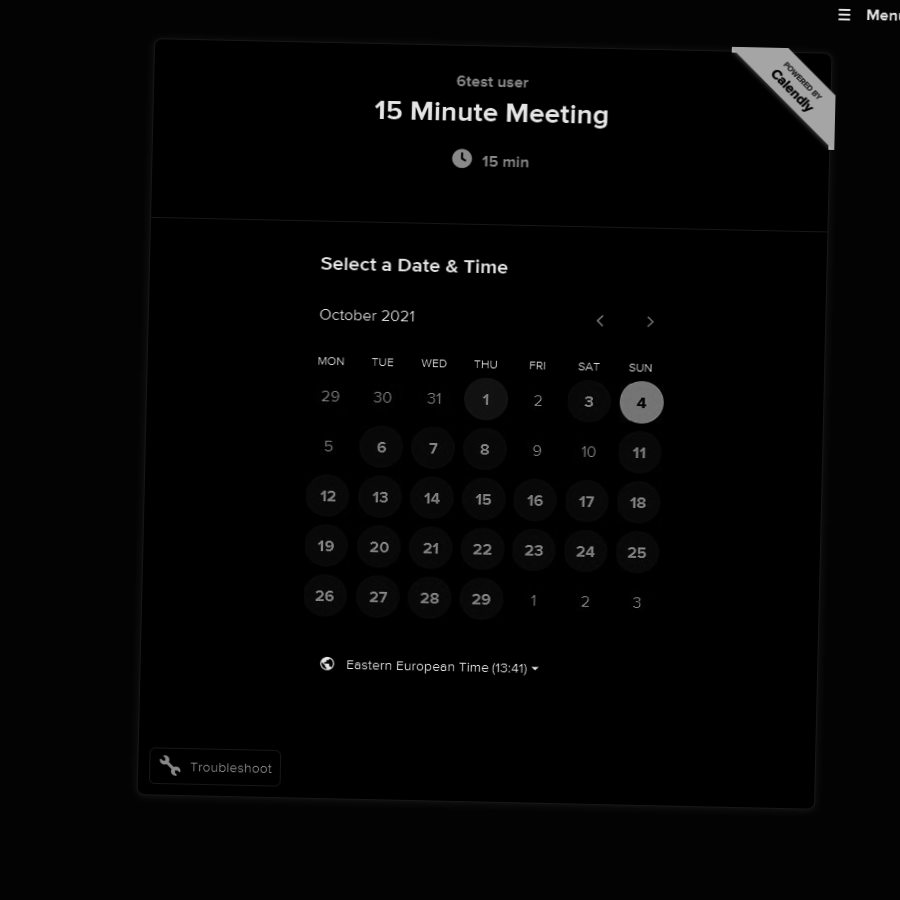 ☰ Menu
POWERED BY
Calendly
6test user
15 Minute Meeting
15 min
Select a Date & Time
October 2021
MON TUE WED THU FRI SAT SUN
29 30 31 1 2 3 4
5 6 7 8 9 10 11
12 13 14 15 16 17 18
19 20 21 22 23 24 25
26 27 28 29 1 2 3
Eastern European Time (13:41)
Troubleshoot